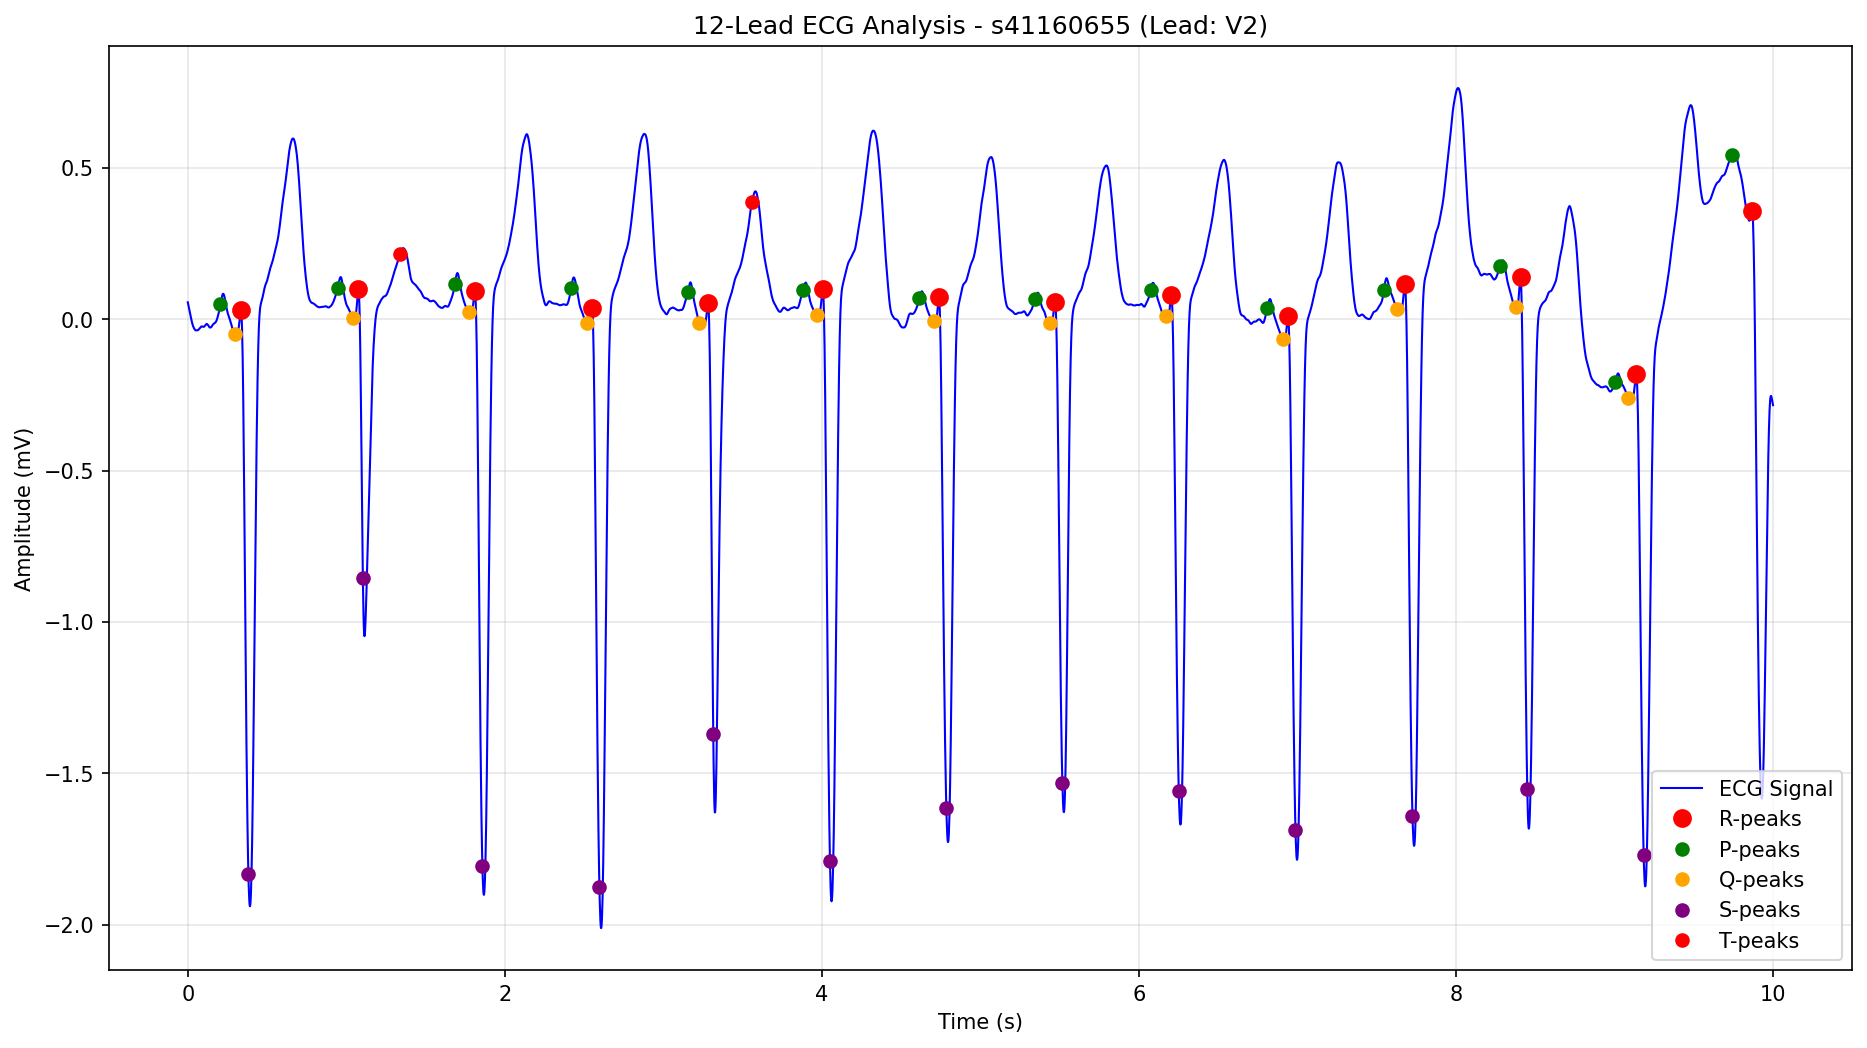 12-Lead ECG Analysis - s41160655 (Lead: V2)
0.5
0.0
−0.5
−1.0
−1.5
−2.0
Amplitude (mV)
0
2
4
6
8
10
Time (s)
ECG Signal
R-peaks
P-peaks
Q-peaks
S-peaks
T-peaks